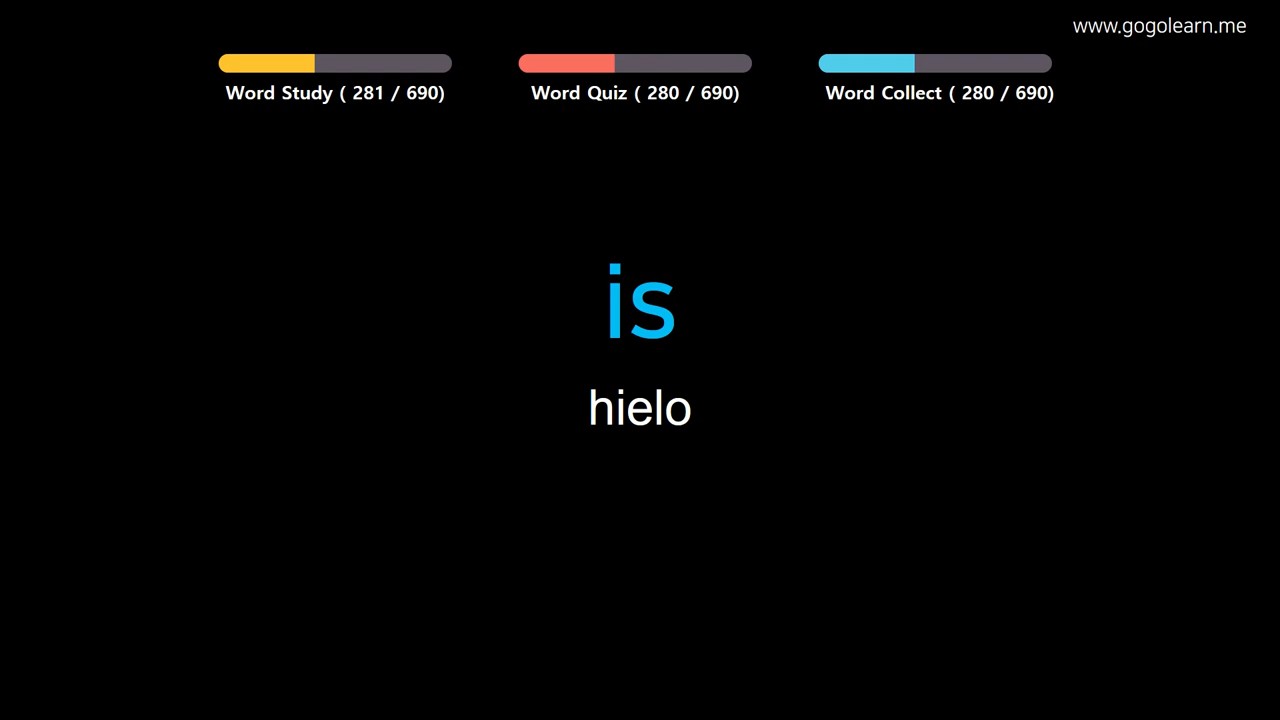 www.gogolearn.me
Word Study ( 281 / 690)
Word Quiz ( 280 / 690)
Word Collect ( 280 / 690)
is
hielo